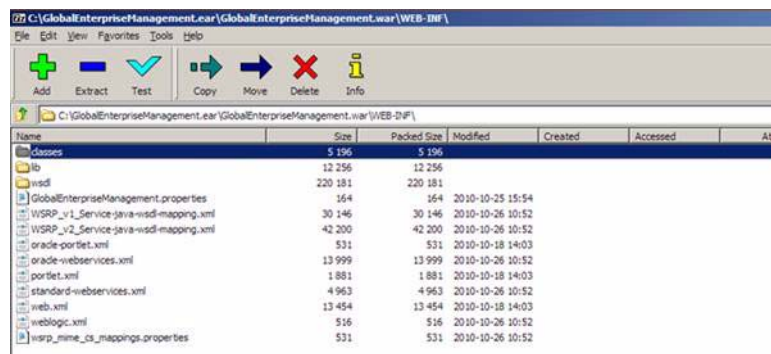 C:\GlobalEnterpriseManagement.ear\GlobalEnterpriseManagement.war\WEB-INF\
File Edit View Favorites Tools Help
Add Extract Test Copy Move Delete Info
C:\GlobalEnterpriseManagement.ear\GlobalEnterpriseManagement.war\WEB-INF\
Name Size Packed Size Modified Created Accessed At
classes 5 196 5 196
lib 12 256 12 256
wsdl 220 181 220 181
GlobalEnterpriseManagement.properties 164 164 2010-10-25 15:54
WSRP_v1_Service-java-wsdl-mapping.xml 30 146 30 146 2010-10-26 10:52
WSRP_v2_Service-java-wsdl-mapping.xml 42 200 42 200 2010-10-26 10:52
oracle-portlet.xml 531 531 2010-10-18 14:03
oracle-webservices.xml 13 999 13 999 2010-10-26 10:52
portlet.xml 1 881 1 881 2010-10-18 14:03
standard-webservices.xml 4 963 4 963 2010-10-26 10:52
web.xml 13 454 13 454 2010-10-18 14:03
weblogic.xml 516 516 2010-10-26 10:52
wsrp_mime_cs_mappings.properties 531 531 2010-10-26 10:52